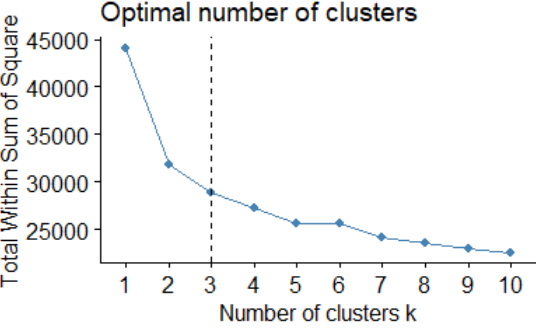 Optimal number of clusters
Total Within Sum of Square
45000
40000
35000
30000
25000
1 2 3 4 5 6 7 8 9 10
Number of clusters k